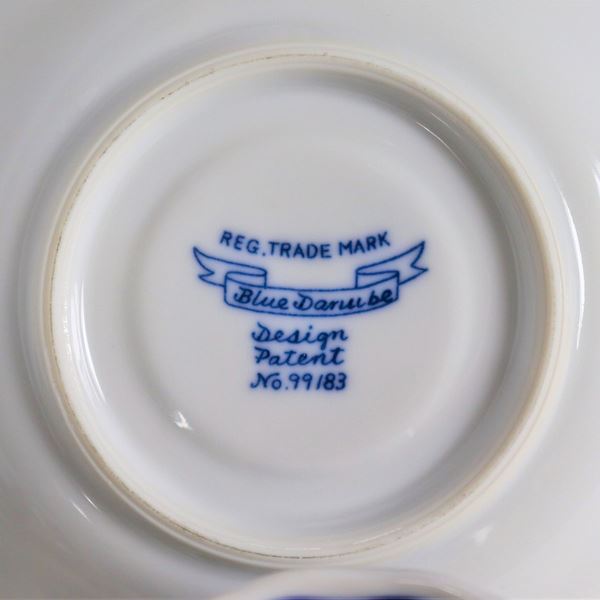 REG. TRADE MARK
Blue Danube
Design
Patent
No. 99183